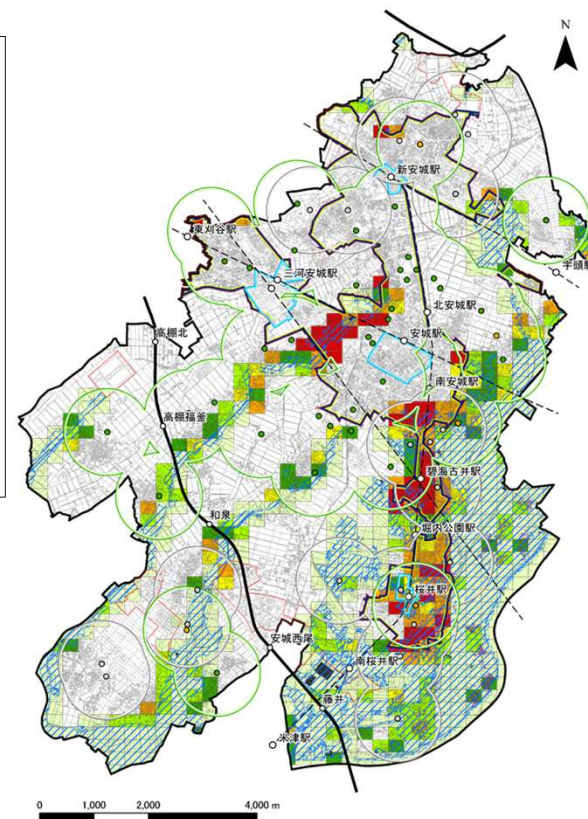 N
新安城駅
東刈谷駅
三河安城駅
宇頭駅
高棚北
北安城駅
安城駅
南安城駅
高棚福釜
碧海古井駅
和泉
堀内公園駅
桜井駅
安城西尾
南桜井駅
藤井
米津駅
0 1,000 2,000 4,000 m